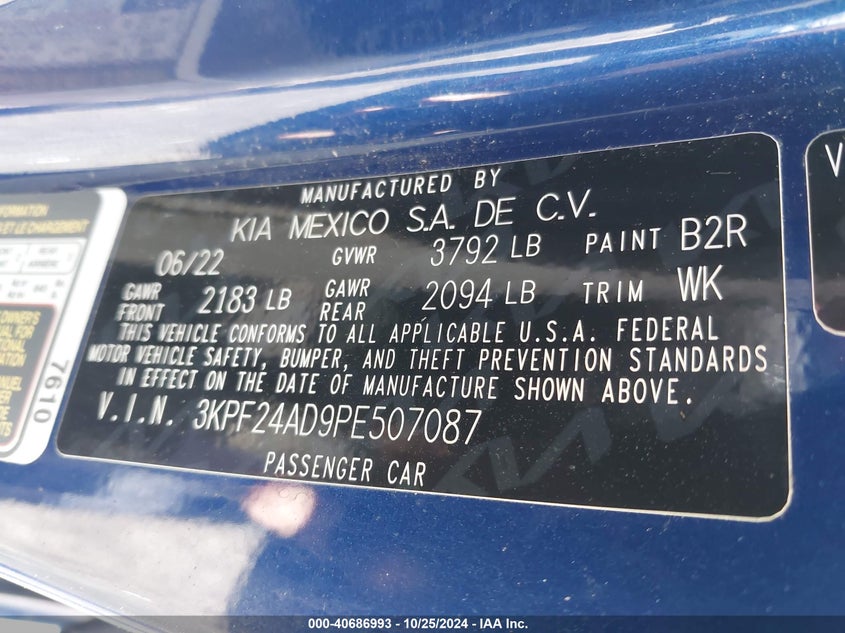 MANUFACTURED BY
KIA MEXICO S.A. DE C.V.
06/22 GVWR 3792 LB PAINT B2R
GAWR FRONT 2183 LB GAWR REAR 2094 LB TRIM WK
THIS VEHICLE CONFORMS TO ALL APPLICABLE U.S.A. FEDERAL
MOTOR VEHICLE SAFETY, BUMPER, AND THEFT PREVENTION STANDARDS
IN EFFECT ON THE DATE OF MANUFACTURE SHOWN ABOVE.
V.I.N. 3KPF24AD9PE507087
PASSENGER CAR
7610
OWNER'S
FOR
V
000-40686993 - 10/25/2024 - IAA Inc.